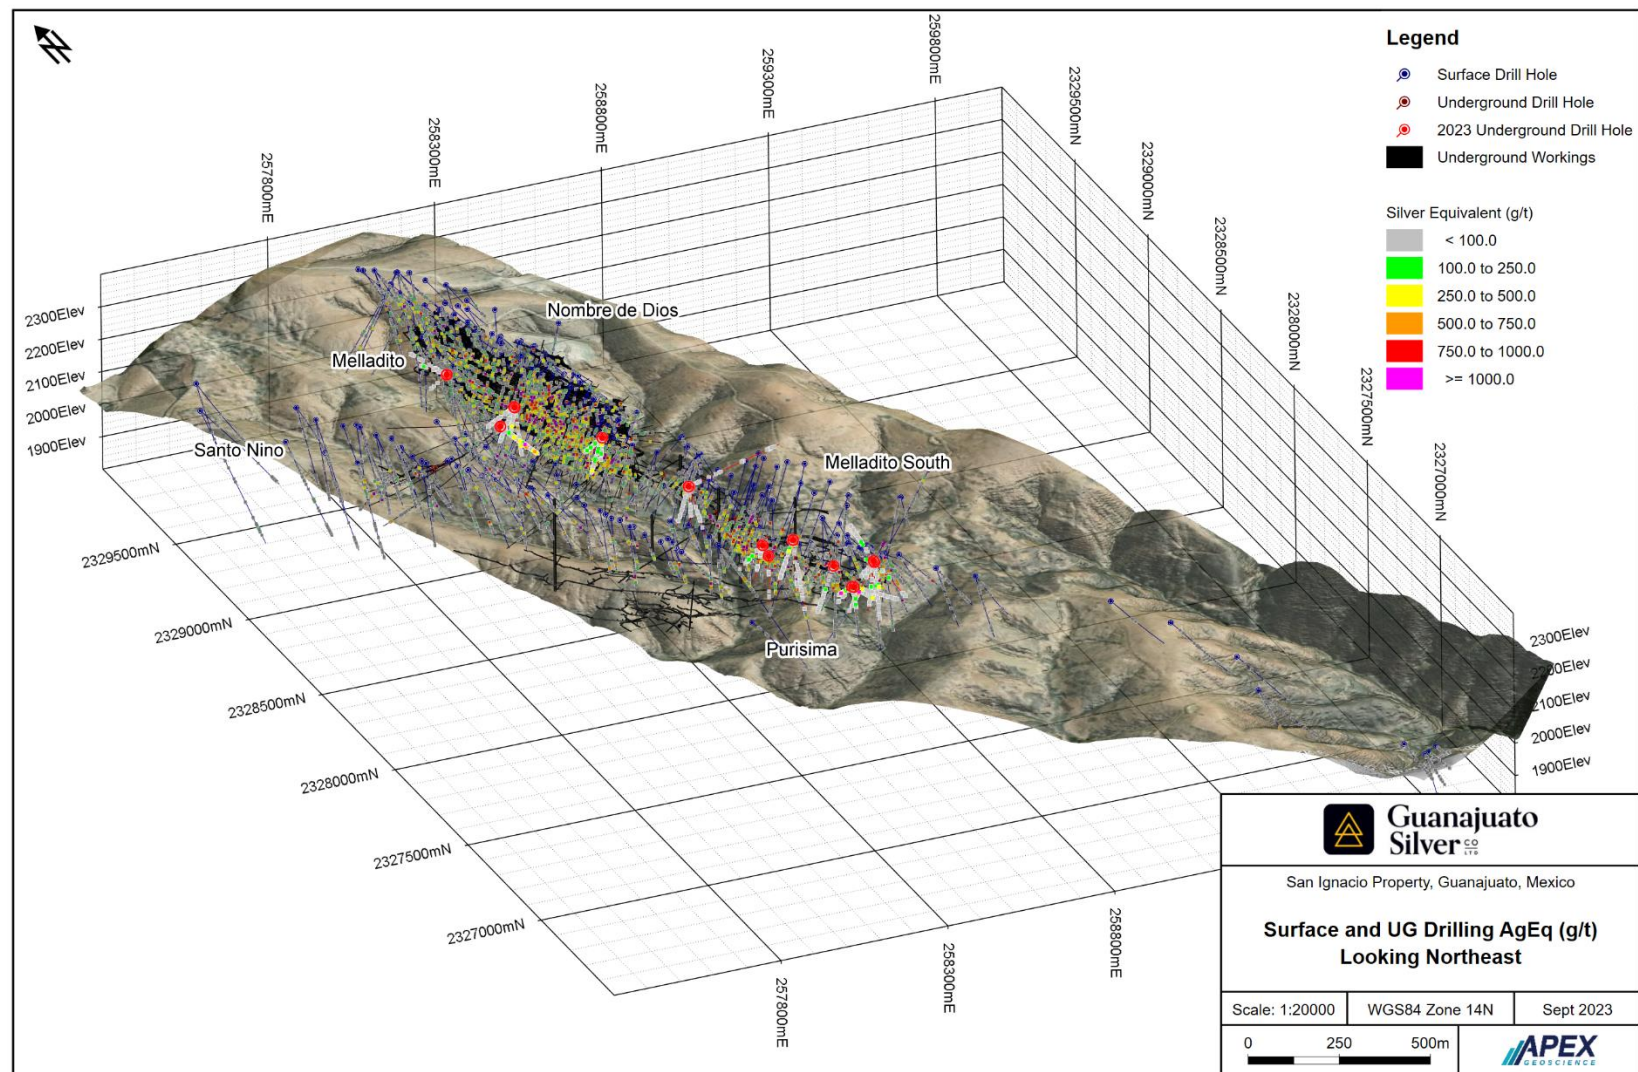 N
259800mE
259300mE
258800mE
258300mE
257800mE
2329500mN
2329000mN
2328500mN
2328000mN
2327500mN
2327000mN
Legend
Surface Drill Hole
Underground Drill Hole
2023 Underground Drill Hole
Underground Workings
Silver Equivalent (g/t)
< 100.0
100.0 to 250.0
250.0 to 500.0
500.0 to 750.0
750.0 to 1000.0
>= 1000.0
2300Elev
2200Elev
2100Elev
2000Elev
1900Elev
Nombre de Dios
Melladito
Santo Nino
Melladito South
Purisima
2329500mN
2329000mN
2328500mN
2328000mN
2327500mN
2327000mN
257800mE
258300mE
258800mE
2300Elev
2200Elev
2100Elev
2000Elev
1900Elev
Guanajuato
Silver CO LTD
San Ignacio Property, Guanajuato, Mexico
Surface and UG Drilling AgEq (g/t)
Looking Northeast
Scale: 1:20000 WGS84 Zone 14N Sept 2023
0 250 500m
APEX
GEOSCIENCE